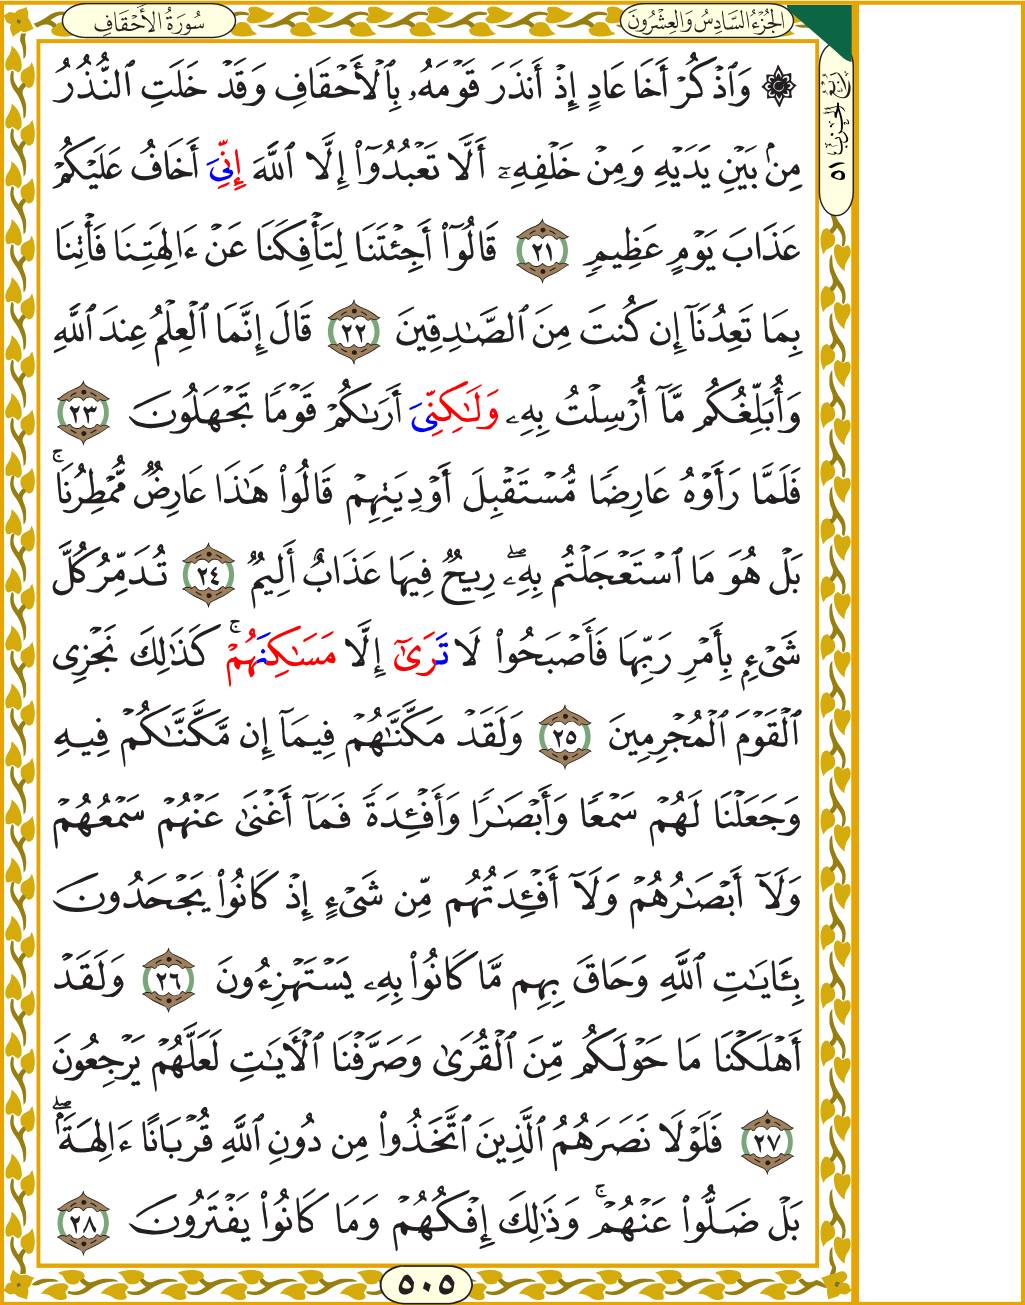 سُورَةُ الأَحْقَافِ
الجُزْءُ السَّادِسُ وَالعِشْرُونَ
۞ وَٱذْكُرْ أَخَا عَادٍ إِذْ أَنذَرَ قَوْمَهُۥ بِٱلْأَحْقَافِ وَقَدْ خَلَتِ ٱلنُّذُرُ
مِنۢ بَيْنِ يَدَيْهِ وَمِنْ خَلْفِهِۦٓ أَلَّا تَعْبُدُوٓا۟ إِلَّا ٱللَّهَ إِنِّىَ أَخَافُ عَلَيْكُمْ
عَذَابَ يَوْمٍ عَظِيمٍ ٢١ قَالُوٓا۟ أَجِئْتَنَا لِتَأْفِكَنَا عَنْ ءَالِهَتِنَا فَأْتِنَا
بِمَا تَعِدُنَآ إِن كُنتَ مِنَ ٱلصَّـٰدِقِينَ ٢٢ قَالَ إِنَّمَا ٱلْعِلْمُ عِندَ ٱللَّهِ
وَأُبَلِّغُكُم مَّآ أُرْسِلْتُ بِهِۦ وَلَـٰكِنِّىَ أَرَىٰكُمْ قَوْمًا تَجْهَلُونَ ٢٣
فَلَمَّا رَأَوْهُ عَارِضًا مُّسْتَقْبِلَ أَوْدِيَتِهِمْ قَالُوا۟ هَـٰذَا عَارِضٌ مُّمْطِرُنَا ۚ
بَلْ هُوَ مَا ٱسْتَعْجَلْتُم بِهِۦ ۖ رِيحٌ فِيهَا عَذَابٌ أَلِيمٌ ٢٤ تُدَمِّرُ كُلَّ
شَىْءٍ بِأَمْرِ رَبِّهَا فَأَصْبَحُوا۟ لَا تَرَىٰٓ إِلَّا مَسَـٰكِنَهُمْ ۚ كَذَٰلِكَ نَجْزِى
ٱلْقَوْمَ ٱلْمُجْرِمِينَ ٢٥ وَلَقَدْ مَكَّنَّـٰهُمْ فِيمَآ إِن مَّكَّنَّـٰكُمْ فِيهِ
وَجَعَلْنَا لَهُمْ سَمْعًا وَأَبْصَـٰرًا وَأَفْـِٔدَةً فَمَآ أَغْنَىٰ عَنْهُمْ سَمْعُهُمْ
وَلَآ أَبْصَـٰرُهُمْ وَلَآ أَفْـِٔدَتُهُم مِّن شَىْءٍ إِذْ كَانُوا۟ يَجْحَدُونَ
بِـَٔايَـٰتِ ٱللَّهِ وَحَاقَ بِهِم مَّا كَانُوا۟ بِهِۦ يَسْتَهْزِءُونَ ٢٦ وَلَقَدْ
أَهْلَكْنَا مَا حَوْلَكُم مِّنَ ٱلْقُرَىٰ وَصَرَّفْنَا ٱلْـَٔايَـٰتِ لَعَلَّهُمْ يَرْجِعُونَ
٢٧ فَلَوْلَا نَصَرَهُمُ ٱلَّذِينَ ٱتَّخَذُوا۟ مِن دُونِ ٱللَّهِ قُرْبَانًا ءَالِهَةًۢ ۖ
بَلْ ضَلُّوا۟ عَنْهُمْ ۚ وَذَٰلِكَ إِفْكُهُمْ وَمَا كَانُوا۟ يَفْتَرُونَ ٢٨
٥٠٥